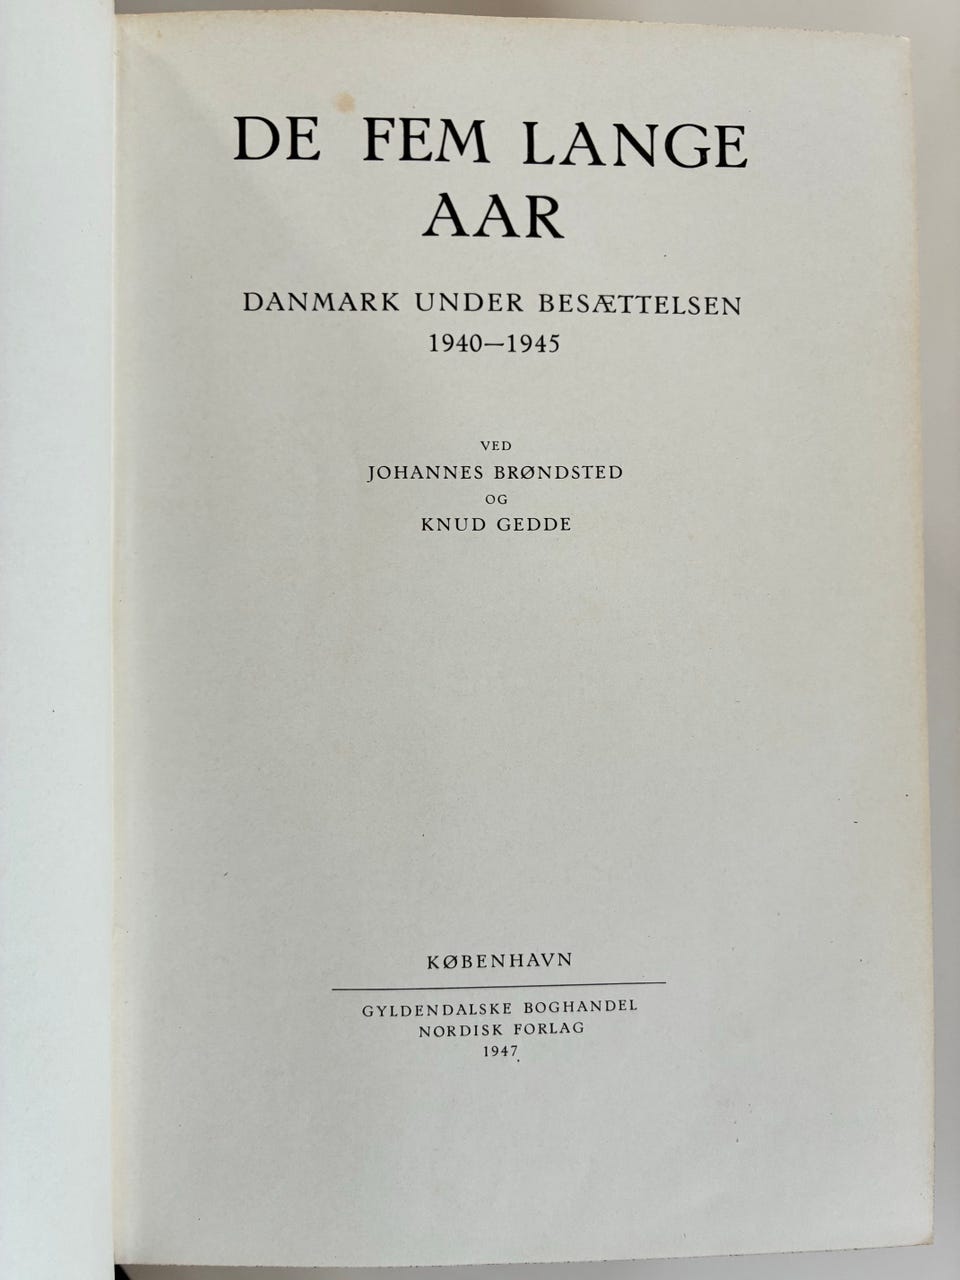 DE FEM LANGE
AAR
DANMARK UNDER BESÆTTELSEN
1940—1945
VED
JOHANNES BRØNDSTED
OG
KNUD GEDDE
KØBENHAVN
GYLDENDALSKE BOGHANDEL
NORDISK FORLAG
1947